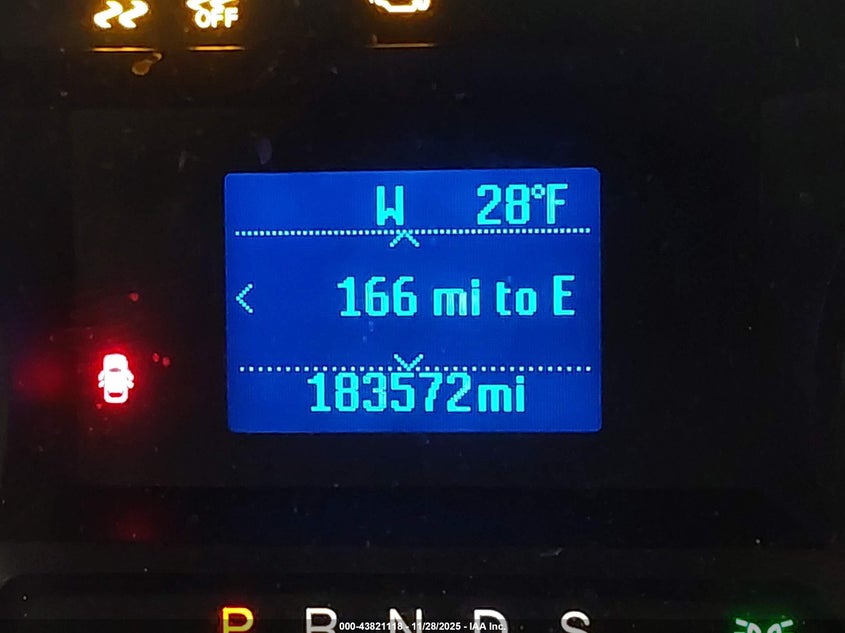 OFF
W 28°F
166 mi to E
183572mi
P R N D S
000-43821118 - 11/28/2025 - IAA Inc.